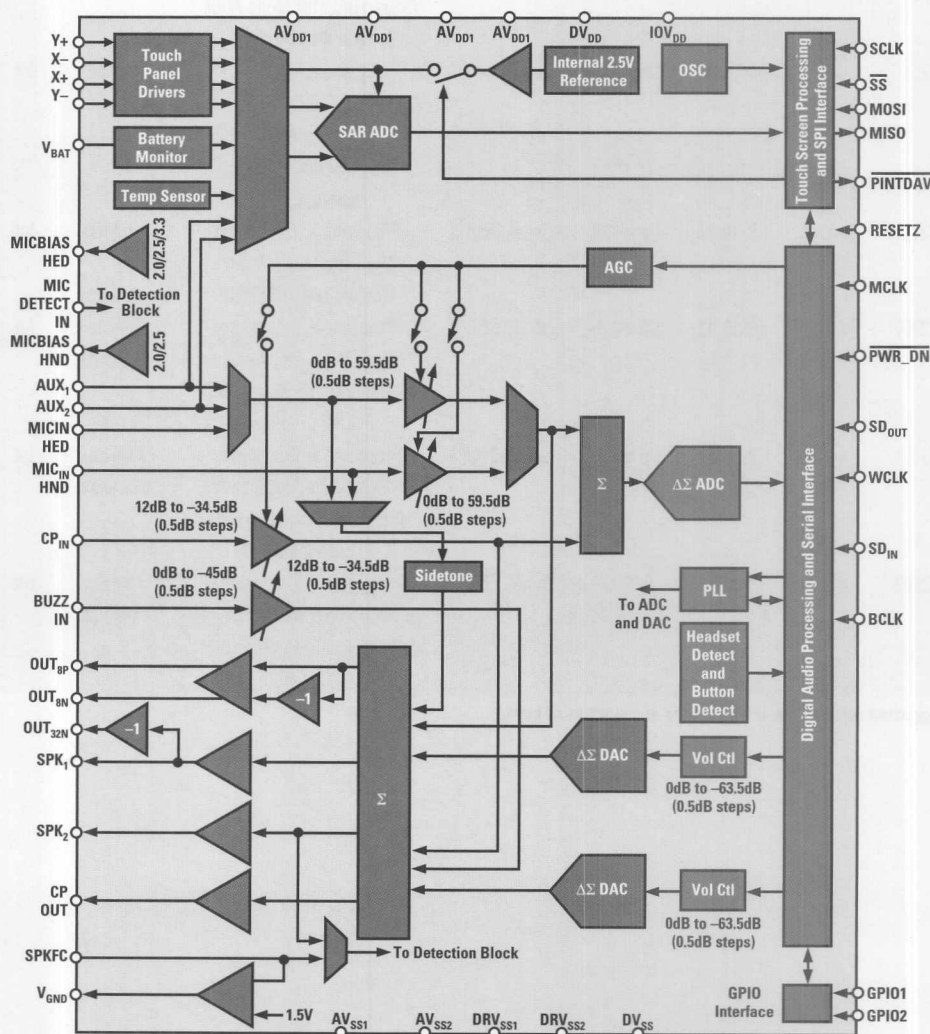 AVDD1
AVDD1
AVDD1
AVDD1
DVDD
IOVDD
Y+
X−
X+
Y−
Touch
Panel
Drivers
Internal 2.5V
Reference
OSC
SCLK
SS
MOSI
MISO
PINTDAV
RESETZ
Touch Screen Processing
and SPI Interface
SAR ADC
VBAT
Battery
Monitor
Temp Sensor
MICBIAS
HED
2.0/2.5/3.3
MIC
DETECT
IN
To Detection
Block
MICBIAS
HND
2.0/2.5
AGC
MCLK
PWR_DN
SDOUT
WCLK
SDIN
BCLK
Digital Audio Processing and Serial Interface
AUX1
AUX2
MICIN
HED
MICIN
HND
0dB to 59.5dB
(0.5dB steps)
0dB to 59.5dB
(0.5dB steps)
Σ
ΔΣ ADC
12dB to −34.5dB
(0.5dB steps)
CPIN
0dB to −45dB
(0.5dB steps)
12dB to −34.5dB
(0.5dB steps)
Sidetone
BUZZ
IN
PLL
To ADC
and DAC
Headset
Detect
and
Button
Detect
OUT8P
OUT8N
−1
OUT32N
−1
SPK1
Σ
ΔΣ DAC
Vol Ctl
0dB to −63.5dB
(0.5dB steps)
SPK2
CP
OUT
ΔΣ DAC
Vol Ctl
0dB to −63.5dB
(0.5dB steps)
SPKFC
To Detection Block
VGND
1.5V
GPIO
Interface
GPIO1
GPIO2
AVSS1
AVSS2
DRVSS1
DRVSS2
DVSS